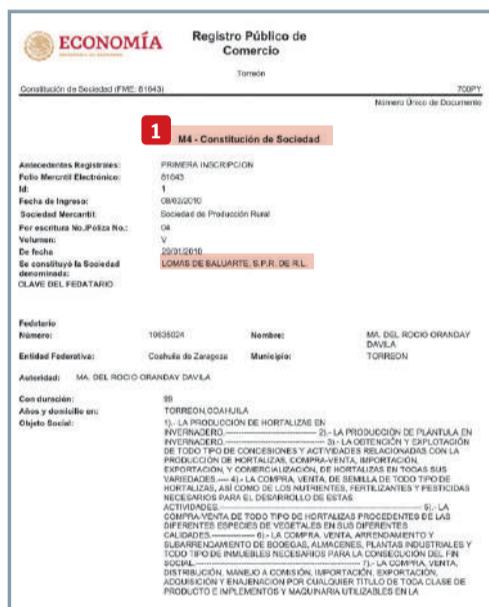 ECONOMÍA
Registro Público de
Comercio
Torreón
Constitución de Sociedad (FME: 81643)
700PY
Número Único de Documento
1
M4 - Constitución de Sociedad
Antecedentes Registrales: PRIMERA INSCRIPCION
Folio Mercntil Electrónico: 81643
Id: 1
Fecha de Ingreso: 08/02/2010
Sociedad Mercantil: Sociedad de Producción Rural
Por escritura No./Póliza No.: 04
Volumen: V
De fecha 29/01/2010
Se constituyó la Sociedad LOMAS DE BALUARTE, S.P.R. DE R.L.
denominada:
CLAVE DEL FEDATARIO
Fedatario
Número: 10635024 Nombre: MA. DEL ROCIO ORANDAY
DAVILA
Entidad Federativa: Coahuila de Zaragoza Municipio: TORREON
Autoridad: MA. DEL ROCIO ORANDAY DAVILA
Con duración: 99
Años y domicilio en: TORREON,COAHUILA
Objeto Social: 1).- LA PRODUCCIÓN DE HORTALIZAS EN
INVERNADERO.------------------------ 2).- LA PRODUCCIÓN DE PLÁNTULA EN
INVERNADERO.------------------------ 3).- LA OBTENCIÓN Y EXPLOTACIÓN
DE TODO TIPO DE CONCESIONES Y ACTIVIDADES RELACIONADAS CON LA
PRODUCCIÓN DE HORTALIZAS, COMPRA-VENTA, IMPORTACIÓN,
EXPORTACIÓN, Y COMERCIALIZACIÓN, DE HORTALIZAS EN TODAS SUS
VARIEDADES.---- 4).- LA COMPRA, VENTA, DE SEMILLA DE TODO TIPO DE
HORTALIZAS, ASÍ COMO DE LOS NUTRIENTES, FERTILIZANTES Y PESTICIDAS
NECESARIOS PARA EL DESARROLLO DE ESTAS
ACTIVIDADES.------------------------ 5).- LA
COMPRA-VENTA DE TODO TIPO DE HORTALIZAS PROCEDENTES DE LAS
DIFERENTES ESPECIES DE VEGETALES EN SUS DIFERENTES
CALIDADES.------------------ 6).- LA COMPRA, VENTA, ARRENDAMIENTO Y
SUBARRENDAMIENTO DE BODEGAS, ALMACENES, PLANTAS INDUSTRIALES Y
TODO TIPO DE INMUEBLES NECESARIOS PARA LA CONSECUCIÓN DEL FIN
SOCIAL.------------------------ 7).- LA COMPRA, VENTA,
DISTRIBUCIÓN, MANEJO A COMISIÓN, IMPORTACIÓN, EXPORTACIÓN,
ADQUISICIÓN Y ENAJENACION POR CUALQUIER TITULO DE TOCA CLASE DE
PRODUCTO E IMPLEMENTOS Y MAQUINARIA UTILIZABLES EN LA